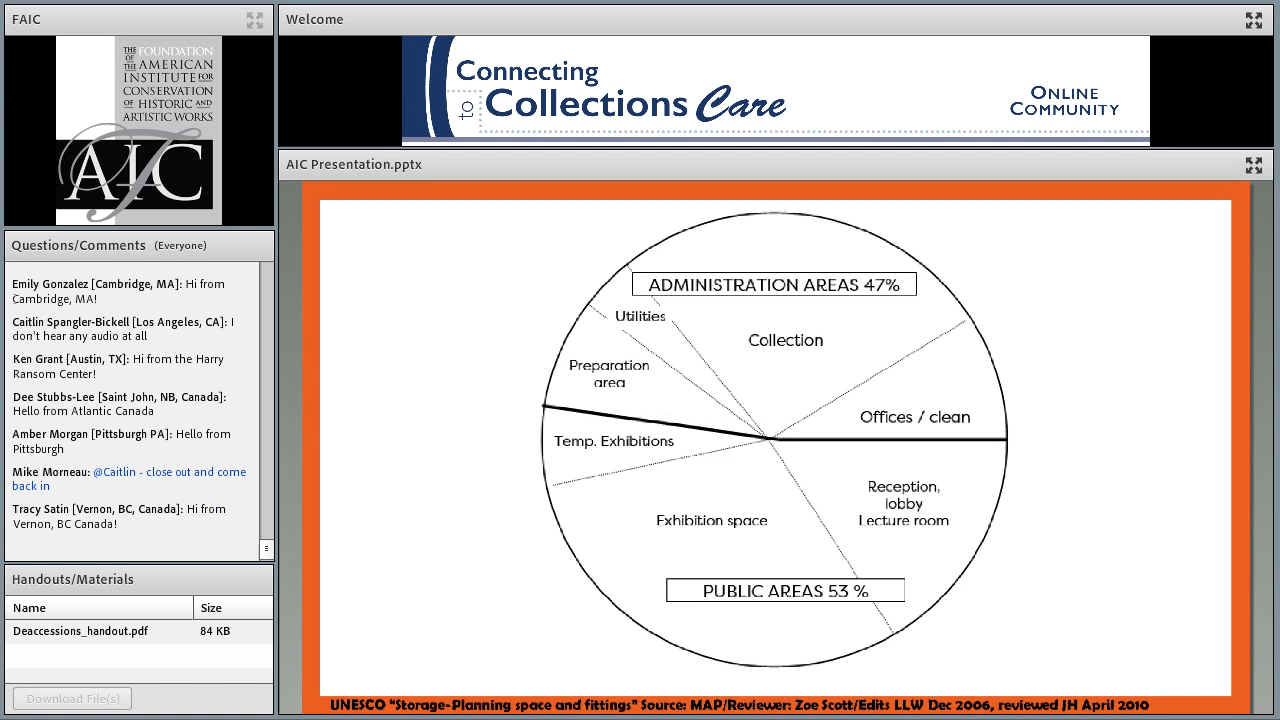 FAIC
THE FOUNDATION
OF THE AMERICAN
INSTITUTE FOR
CONSERVATION
OF HISTORIC AND
ARTISTIC WORKS
AIC
Questions/Comments (Everyone)
Emily Gonzalez [Cambridge, MA]: Hi from
Cambridge, MA!
Caitlin Spangler-Bickell [Los Angeles, CA]: I
don't hear any audio at all
Ken Grant [Austin, TX]: Hi from the Harry
Ransom Center!
Dee Stubbs-Lee [Saint John, NB, Canada]:
Hello from Atlantic Canada
Amber Morgan [Pittsburgh PA]: Hello from
Pittsburgh
Mike Morneau: @Caitlin - close out and come
back in
Tracy Satin [Vernon, BC, Canada]: Hi from
Vernon, BC Canada!
Handouts/Materials
Name Size
Deaccessions_handout.pdf 84 KB
Download File(s)
Welcome
Connecting
to Collections Care
ONLINE
COMMUNITY
AIC Presentation.pptx
ADMINISTRATION AREAS 47%
Utilities
Collection
Preparation
area
Offices / clean
Temp. Exhibitions
Reception,
lobby
Lecture room
Exhibition space
PUBLIC AREAS 53 %
UNESCO "Storage-Planning space and fittings" Source: MAP/Reviewer: Zoe Scott/Edits LLW Dec 2006, reviewed JH April 2010